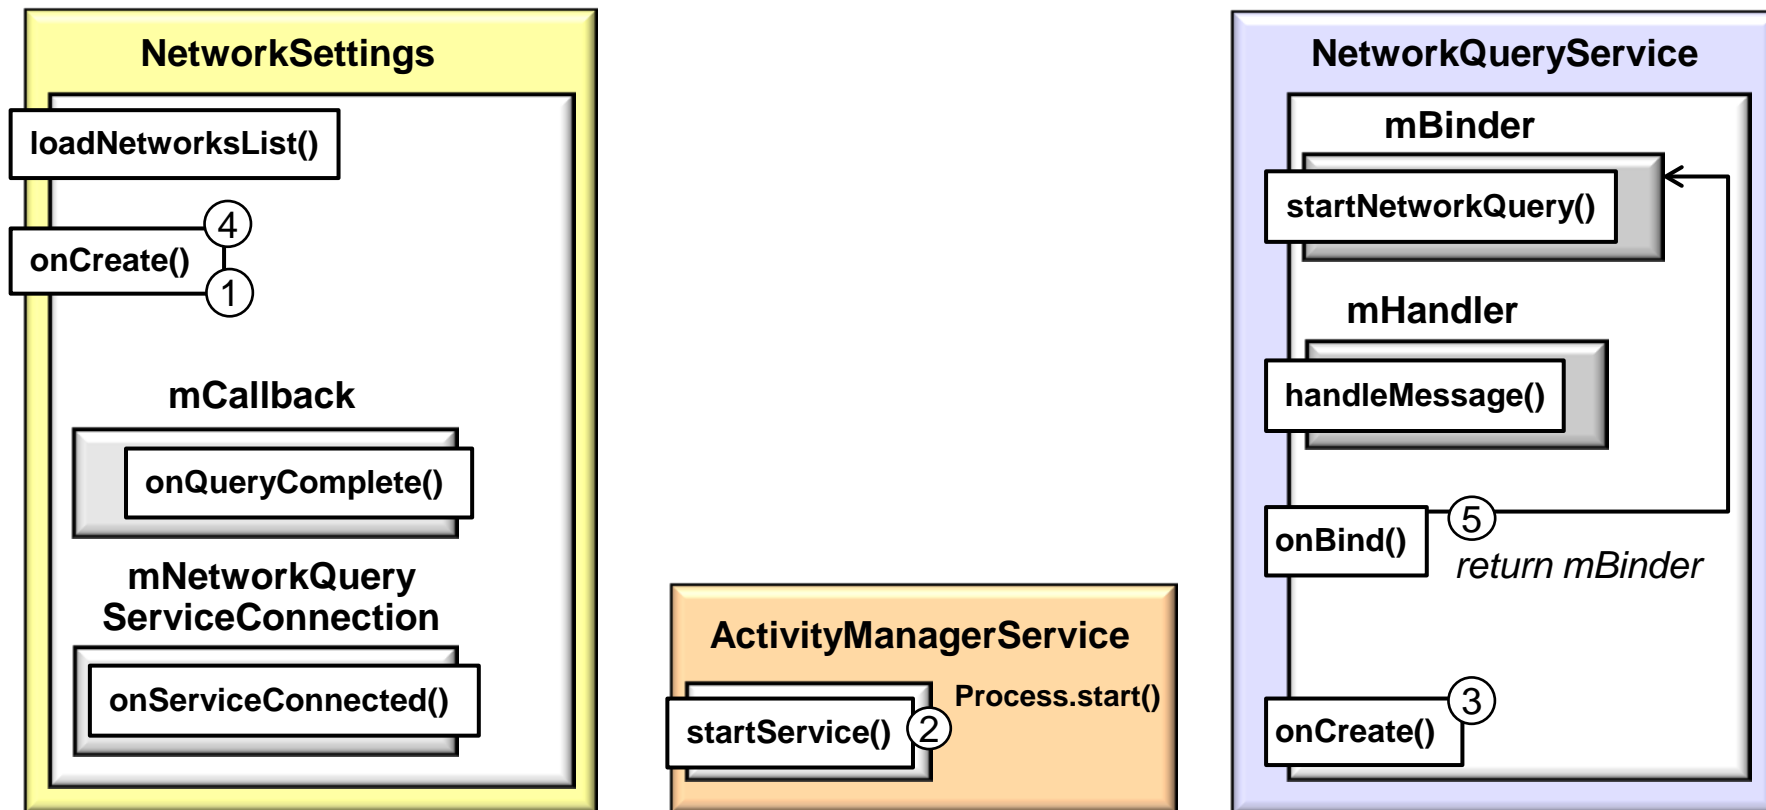 NetworkSettings
loadNetworksList()
4
onCreate()
1
mCallback
onQueryComplete()
mNetworkQuery
ServiceConnection
onServiceConnected()
ActivityManagerService
Process.start()
startService()
2
NetworkQueryService
mBinder
startNetworkQuery()
mHandler
handleMessage()
onBind()
5
return mBinder
3
onCreate()